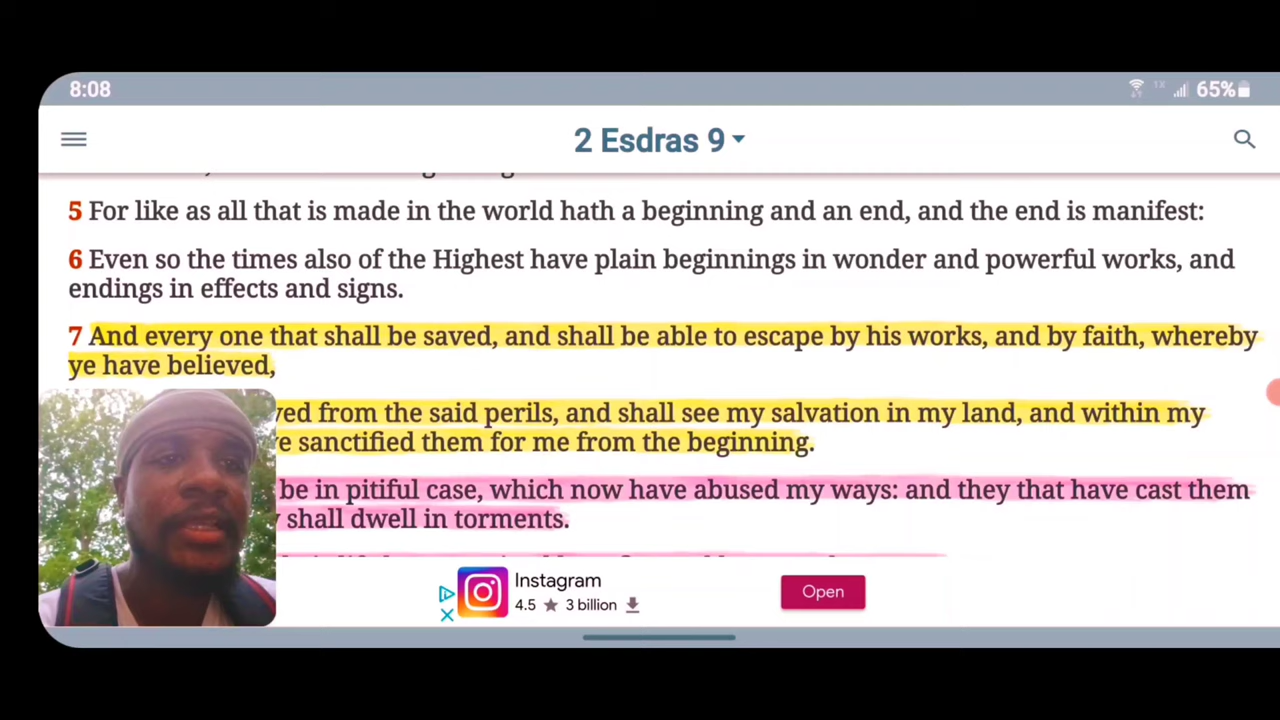 8:08
65%
2 Esdras 9
5 For like as all that is made in the world hath a beginning and an end, and the end is manifest:
6 Even so the times also of the Highest have plain beginnings in wonder and powerful works, and
endings in effects and signs.
7 And every one that shall be saved, and shall be able to escape by his works, and by faith, whereby
ye have believed,
ved from the said perils, and shall see my salvation in my land, and within my
e sanctified them for me from the beginning.
be in pitiful case, which now have abused my ways: and they that have cast them
shall dwell in torments.
Instagram
4.5 ★ 3 billion
Open